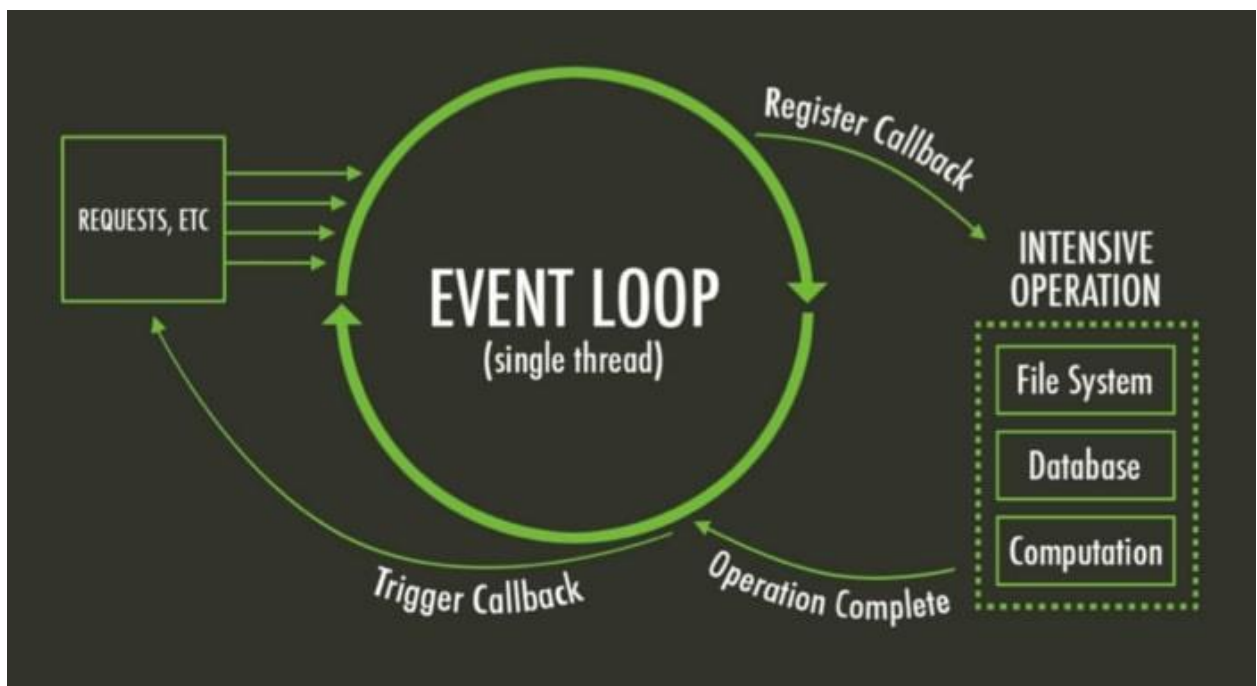 REQUESTS, ETC
EVENT LOOP
(single thread)
Register Callback
INTENSIVE
OPERATION
File System
Database
Computation
Operation Complete
Trigger Callback